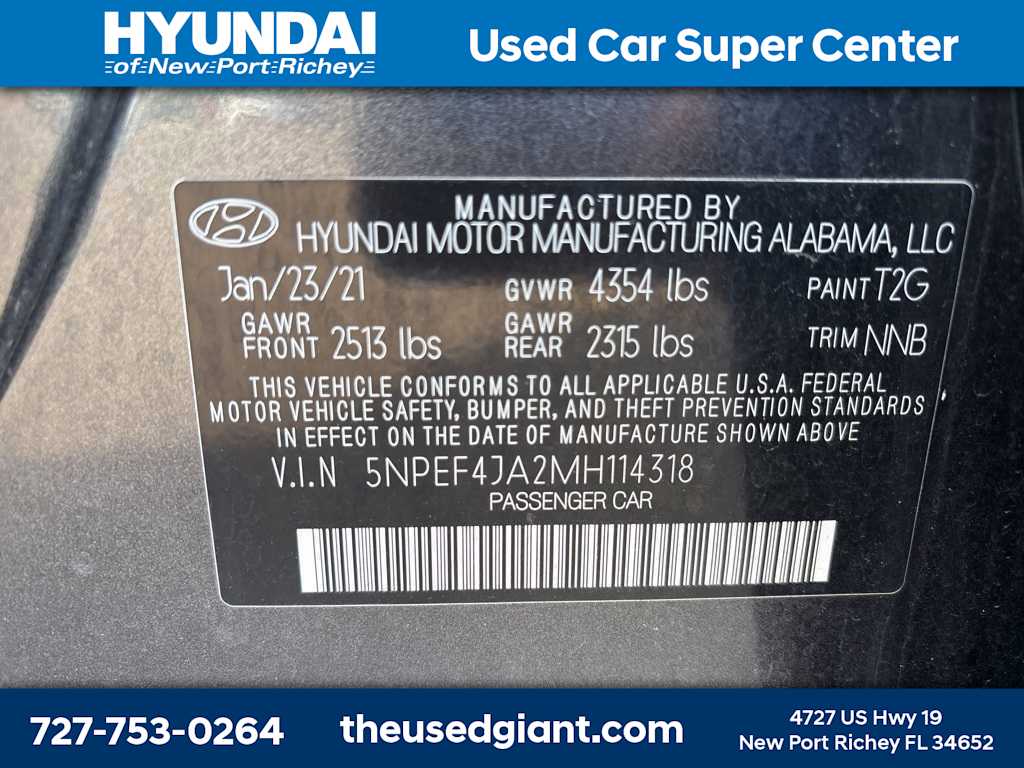 HYUNDAI
of New Port Richey
Used Car Super Center
MANUFACTURED BY
HYUNDAI MOTOR MANUFACTURING ALABAMA, LLC
Jan/23/21 GVWR 4354 lbs PAINT T2G
GAWR FRONT 2513 lbs GAWR REAR 2315 lbs TRIM NNB
THIS VEHICLE CONFORMS TO ALL APPLICABLE U.S.A. FEDERAL
MOTOR VEHICLE SAFETY, BUMPER, AND THEFT PREVENTION STANDARDS
IN EFFECT ON THE DATE OF MANUFACTURE SHOWN ABOVE
V.I.N 5NPEF4JA2MH114318
PASSENGER CAR
727-753-0264
theusedgiant.com
4727 US Hwy 19
New Port Richey FL 34652